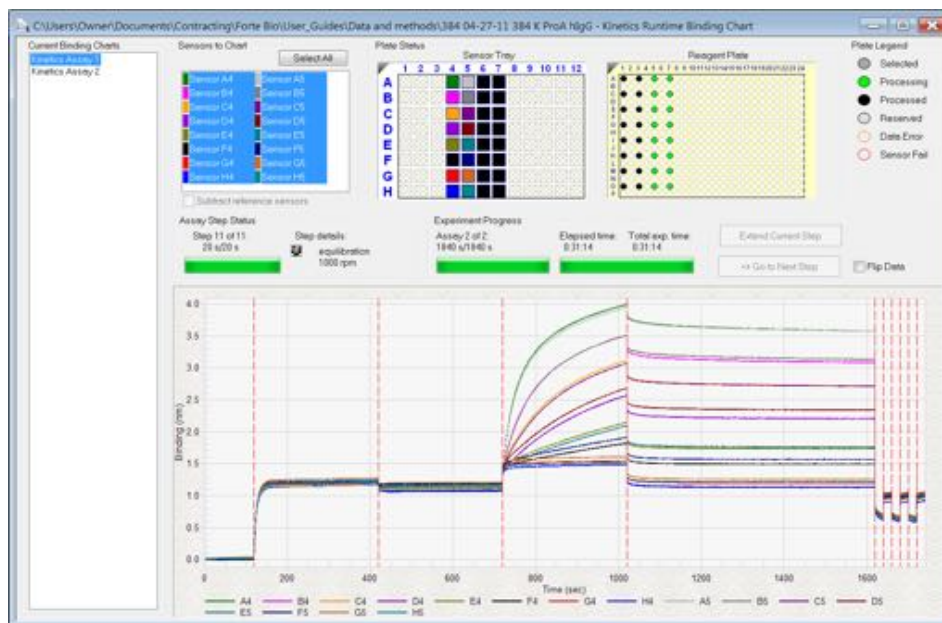 C:\Users\Owner\Documents\Contracting\Forte Bio\User_Guides\Data and methods\384 04-27-11 384 K ProA hIgG - Kinetics Runtime Binding Chart
Current Binding Charts
Kinetics Assay 1
Kinetics Assay 2
Sensors to Chart
Select All
Sensor A4 Sensor A5
Sensor B4 Sensor B5
Sensor C4 Sensor C5
Sensor D4 Sensor D5
Sensor E4 Sensor E5
Sensor F4 Sensor F5
Sensor G4 Sensor G5
Sensor H4 Sensor H5
Subtract reference sensors
Plate Status
Sensor Tray
1 2 3 4 5 6 7 8 9 10 11 12
A
B
C
D
E
F
G
H
Reagent Plate
Plate Legend
Selected
Processing
Processed
Reserved
Data Error
Sensor Fail
Assay Step Status
Step 11 of 11
20 s/20 s
Step details:
equilibration
1000 rpm
Experiment Progress
Assay 2 of 2:
1840 s/1840 s
Elapsed time:
0:31:14
Total exp. time:
0:31:14
Extend Current Step
-> Go to Next Step
Flip Data
4.0
3.5
3.0
2.5
2.0
1.5
1.0
0.5
0.0
Binding (nm)
0 200 400 600 800 1000 1200 1400 1600
Time (sec)
A4 B4 C4 D4 E4 F4 G4 H4 A5 B5 C5 D5
E5 F5 G5 H5